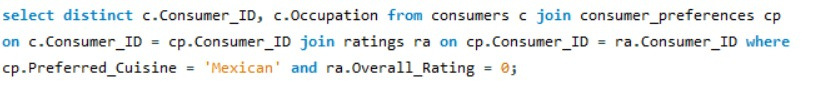 select distinct c.Consumer_ID, c.Occupation from consumers c join consumer_preferences cp
on c.Consumer_ID = cp.Consumer_ID join ratings ra on cp.Consumer_ID = ra.Consumer_ID where
cp.Preferred_Cuisine = 'Mexican' and ra.Overall_Rating = 0;